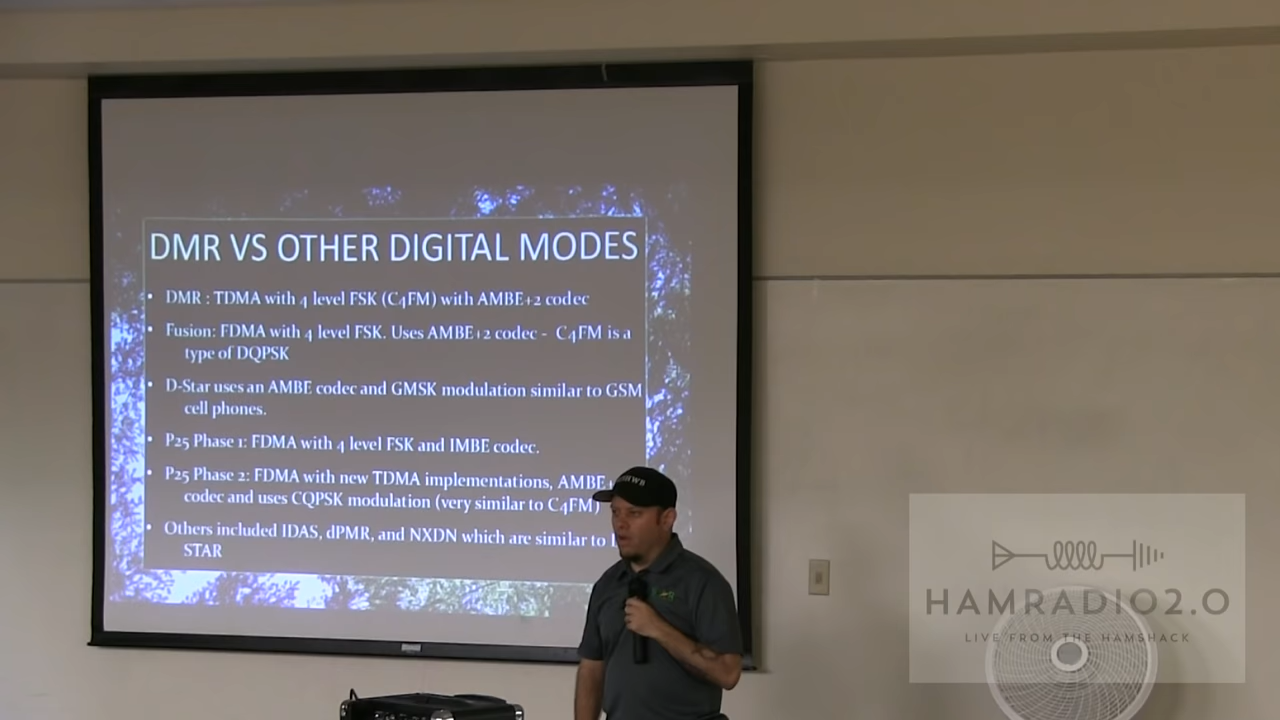 DMR VS OTHER DIGITAL MODES
• DMR : TDMA with 4 level FSK (C4FM) with AMBE+2 codec
• Fusion: FDMA with 4 level FSK. Uses AMBE+2 codec - C4FM is a
type of DQPSK
• D-Star uses an AMBE codec and GMSK modulation similar to GSM
cell phones.
• P25 Phase 1: FDMA with 4 level FSK and IMBE codec.
• P25 Phase 2: FDMA with new TDMA implementations, AMBE+
codec and uses CQPSK modulation (very similar to C4FM)
• Others included IDAS, dPMR, and NXDN which are similar to
STAR
HAMRADIO2.0
LIVE FROM THE HAMSHACK